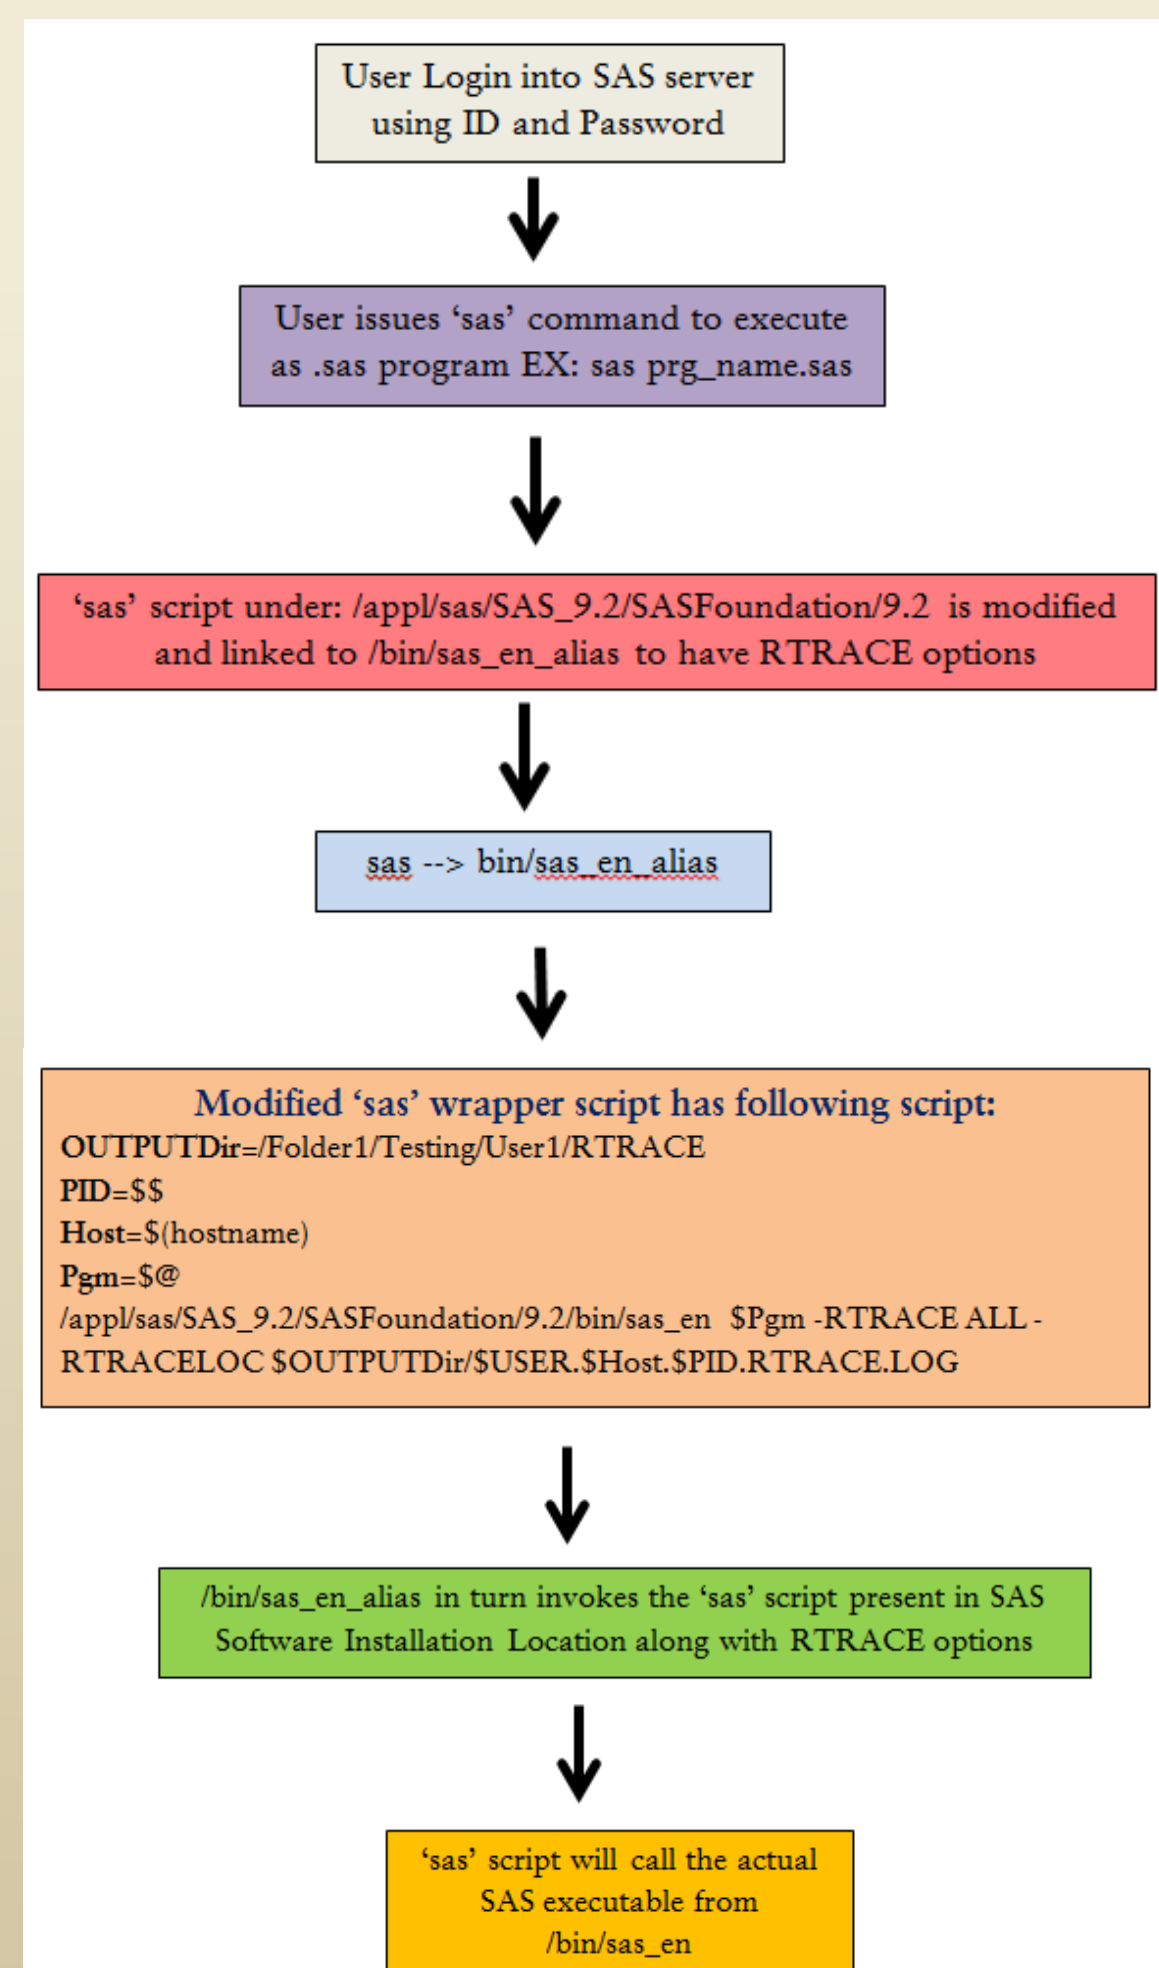 User Login into SAS server
using ID and Password
User issues ‘sas’ command to execute
as .sas program EX: sas prg_name.sas
‘sas’ script under: /appl/sas/SAS_9.2/SASFoundation/9.2 is modified
and linked to /bin/sas_en_alias to have RTRACE options
sas --> bin/sas_en_alias
Modified ‘sas’ wrapper script has following script:
OUTPUTDir=/Folder1/Testing/User1/RTRACE
PID=$$
Host=$(hostname)
Pgm=$@
/appl/sas/SAS_9.2/SASFoundation/9.2/bin/sas_en $Pgm -RTRACE ALL -
RTRACELOC $OUTPUTDir/$USER.$Host.$PID.RTRACE.LOG
/bin/sas_en_alias in turn invokes the ‘sas’ script present in SAS
Software Installation Location along with RTRACE options
‘sas’ script will call the actual
SAS executable from
/bin/sas_en